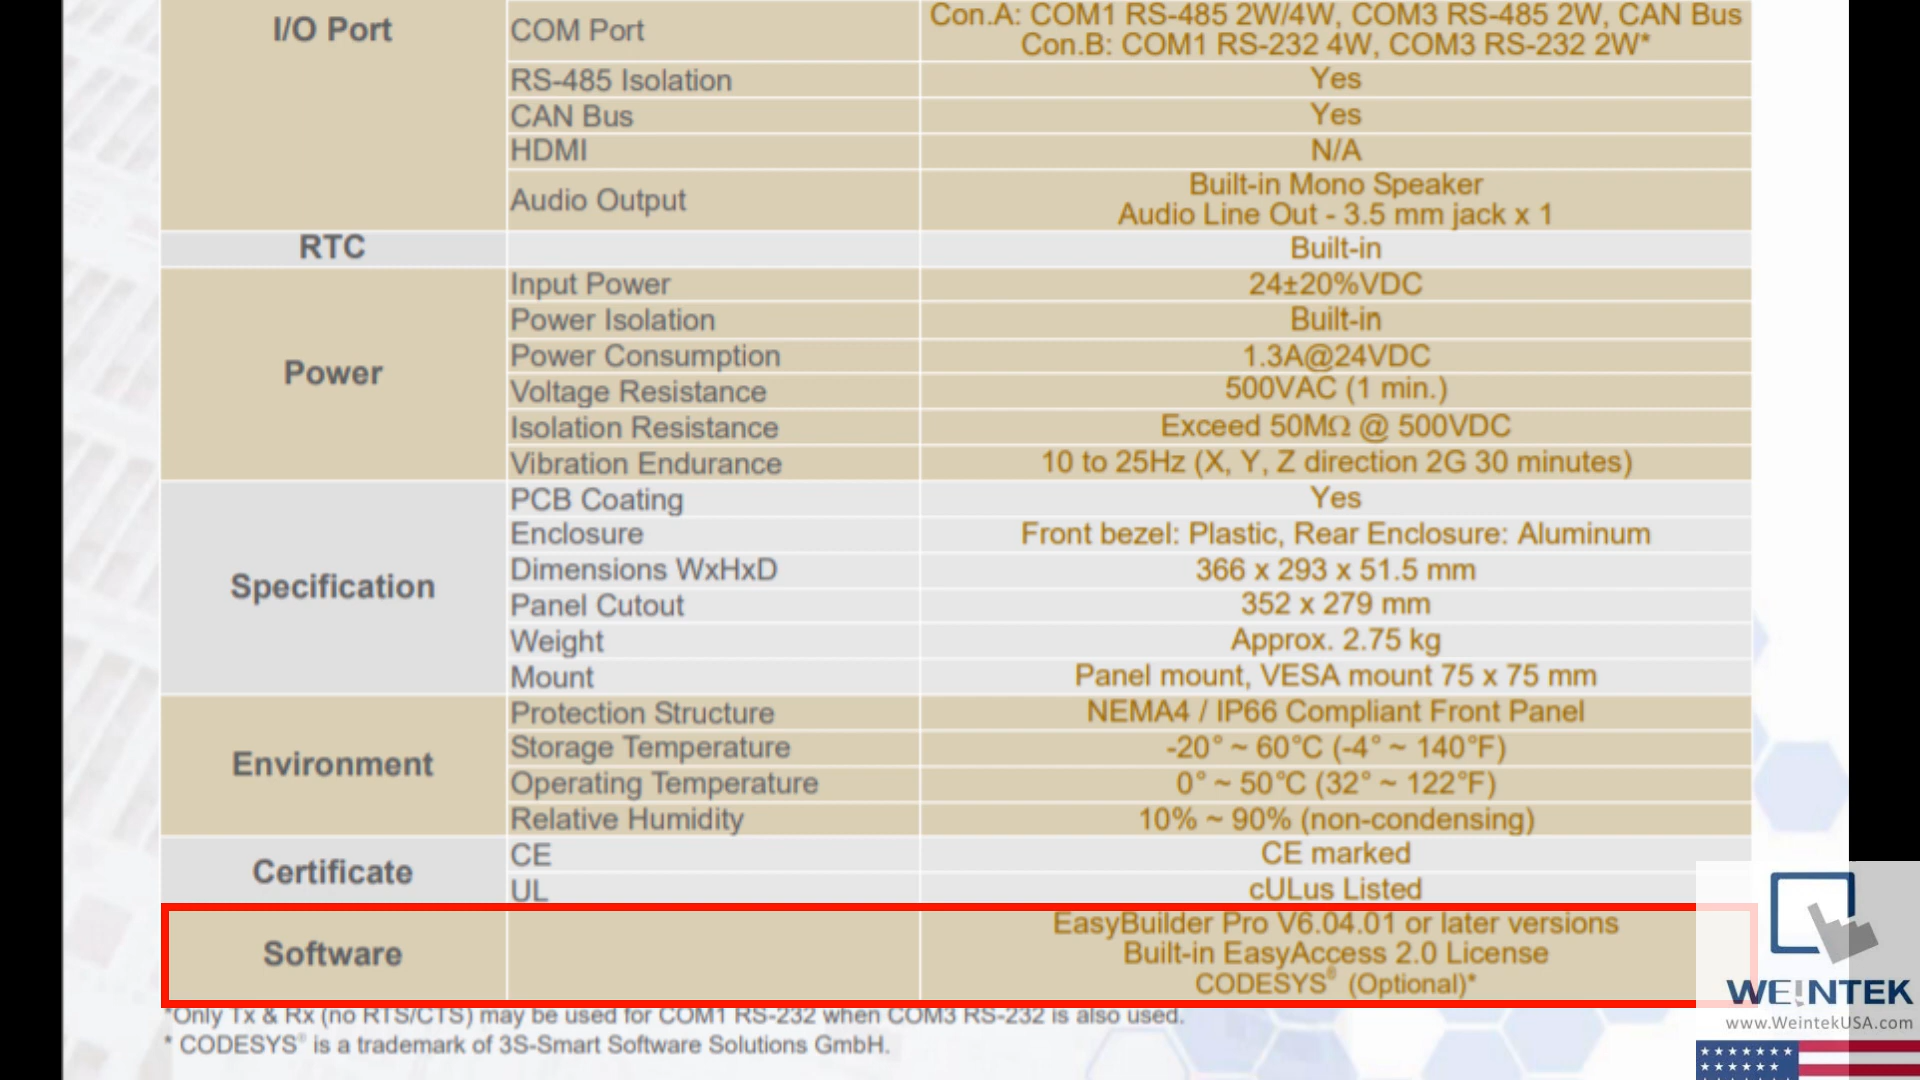 I/O Port
COM Port
Con.A: COM1 RS-485 2W/4W, COM3 RS-485 2W, CAN Bus
Con.B: COM1 RS-232 4W, COM3 RS-232 2W*
RS-485 Isolation Yes
CAN Bus Yes
HDMI N/A
Audio Output
Built-in Mono Speaker
Audio Line Out - 3.5 mm jack x 1
RTC Built-in
Power
Input Power 24±20%VDC
Power Isolation Built-in
Power Consumption 1.3A@24VDC
Voltage Resistance 500VAC (1 min.)
Isolation Resistance Exceed 50MΩ @ 500VDC
Vibration Endurance 10 to 25Hz (X, Y, Z direction 2G 30 minutes)
Specification
PCB Coating Yes
Enclosure Front bezel: Plastic, Rear Enclosure: Aluminum
Dimensions WxHxD 366 x 293 x 51.5 mm
Panel Cutout 352 x 279 mm
Weight Approx. 2.75 kg
Mount Panel mount, VESA mount 75 x 75 mm
Environment
Protection Structure NEMA4 / IP66 Compliant Front Panel
Storage Temperature -20° ~ 60°C (-4° ~ 140°F)
Operating Temperature 0° ~ 50°C (32° ~ 122°F)
Relative Humidity 10% ~ 90% (non-condensing)
Certificate
CE CE marked
UL cULus Listed
Software
EasyBuilder Pro V6.04.01 or later versions
Built-in EasyAccess 2.0 License
CODESYS® (Optional)*
*Only Tx & Rx (no RTS/CTS) may be used for COM1 RS-232 when COM3 RS-232 is also used.
* CODESYS® is a trademark of 3S-Smart Software Solutions GmbH.
WE!NTEK
www.WeintekUSA.com